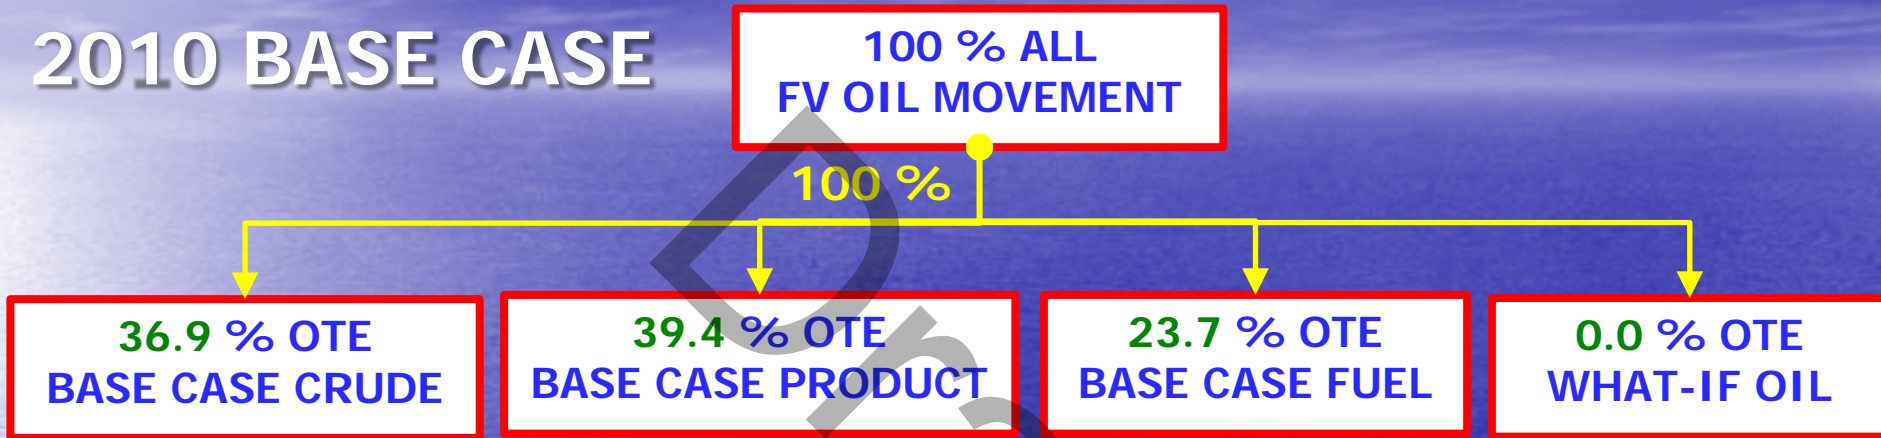 2010 BASE CASE
100 % ALL
FV OIL MOVEMENT
100 %
36.9 % OTE
BASE CASE CRUDE
39.4 % OTE
BASE CASE PRODUCT
23.7 % OTE
BASE CASE FUEL
0.0 % OTE
WHAT-IF OIL